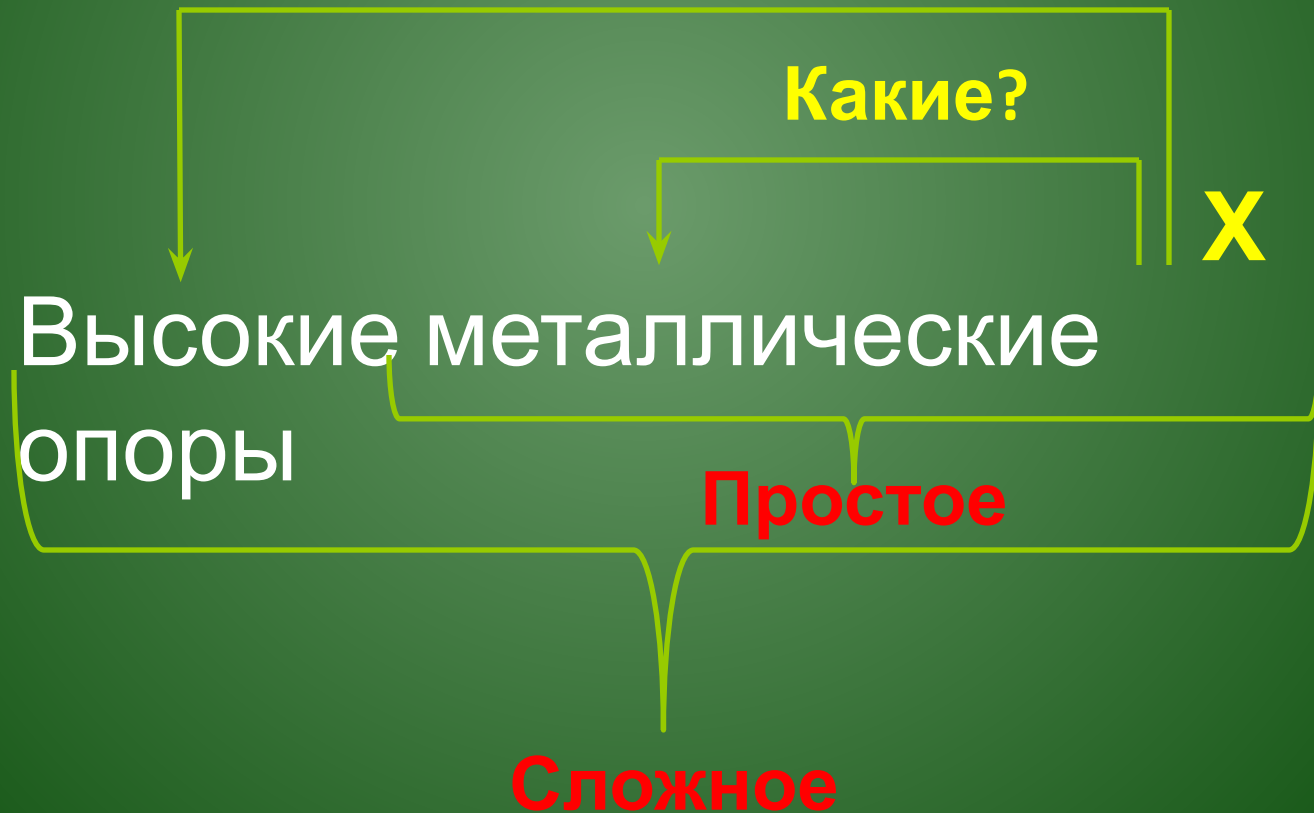 Какие?
X
Высокие металлические
опоры
Простое
Сложное